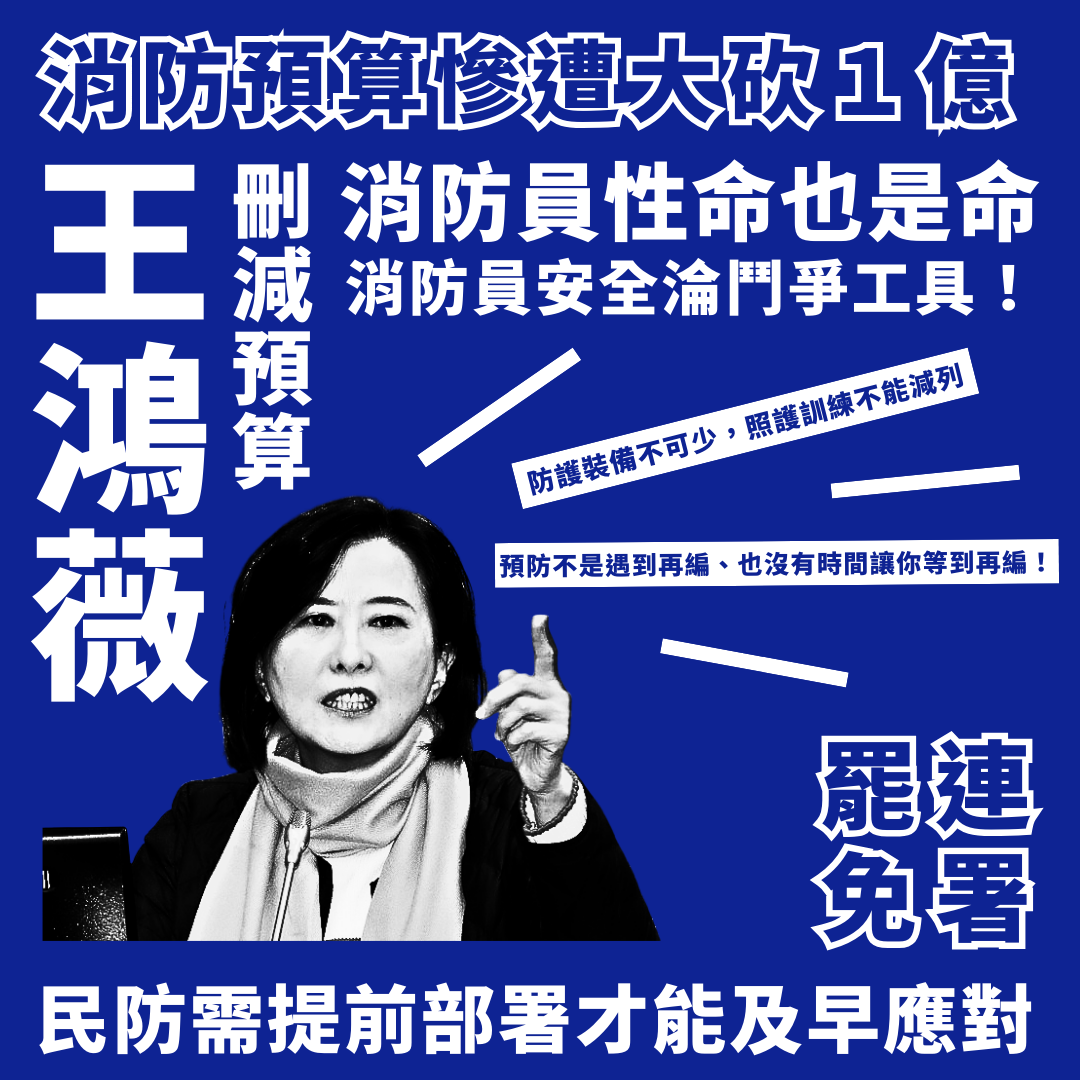 消防預算慘遭大砍１億
王鴻薇
刪減預算
消防員性命也是命
消防員安全淪鬥爭工具！
防護裝備不可少，照護訓練不能減列
預防不是遇到再編、也沒有時間讓你等到再編！
連署
罷免
民防需提前部署才能及早應對